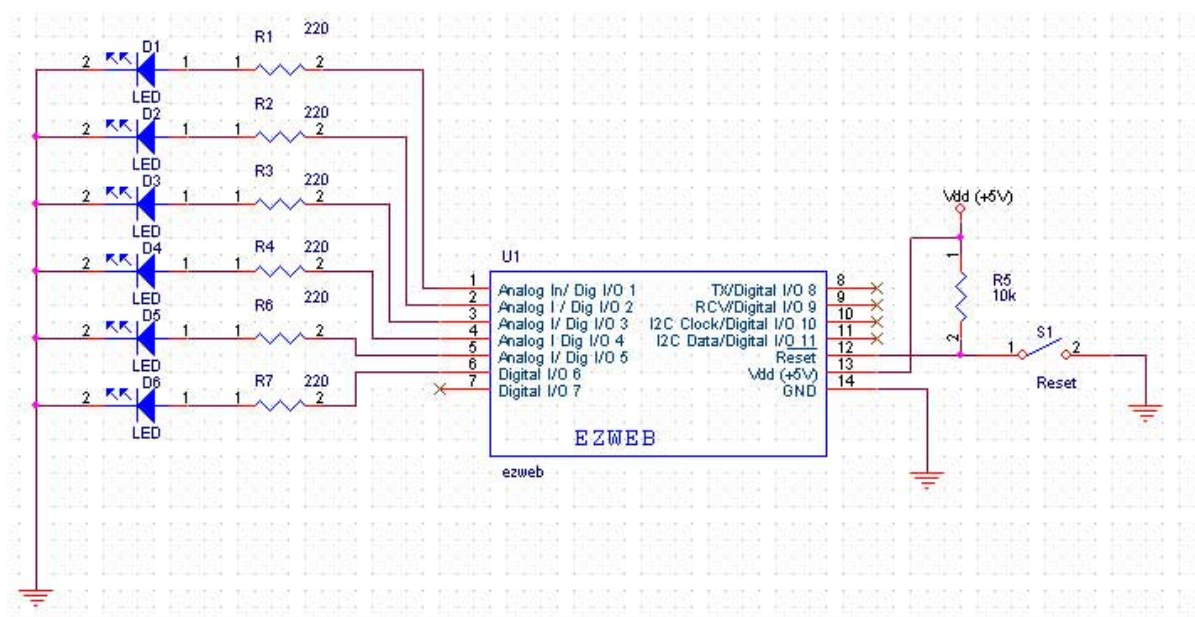 R1 220
2 D1 1 1 2
LED
R2 220
2 D2 1 1 2
LED
R3 220
2 D3 1 1 2
LED
R4 220
2 D4 1 1 2
LED
R6 220
2 D5 1 1 2
LED
R7 220
2 D6 1 1 2
LED
U1
1 Analog In/ Dig I/O 1
2 Analog I / Dig I/O 2
3 Analog I/ Dig I/O 3
4 Analog I Dig I/O 4
5 Analog I/ Dig I/O 5
6 Digital I/O 6
7 Digital I/O 7
TX/Digital I/O 8 8
RCV/Digital I/O 9 9
I2C Clock/Digital I/O 10 10
I2C Data/Digital I/O 11 11
Reset 12
Vdd (+5V) 13
GND 14
EZWEB
ezweb
Vdd (+5V)
1
R5
10k
2
S1
1 2
Reset